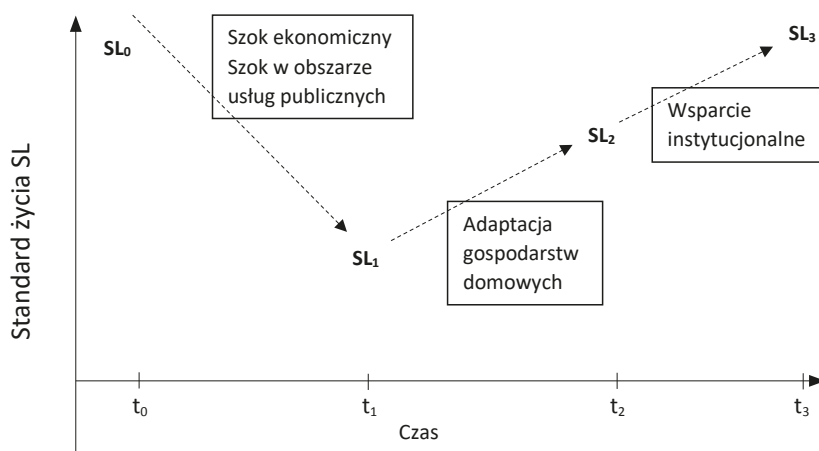 SL₀
Szok ekonomiczny
Szok w obszarze
usług publicznych
SL₃
Wsparcie
instytucjonalne
SL₂
Adaptacja
gospodarstw
domowych
SL₁
Standard życia SL
t₀
t₁
t₂
t₃
Czas